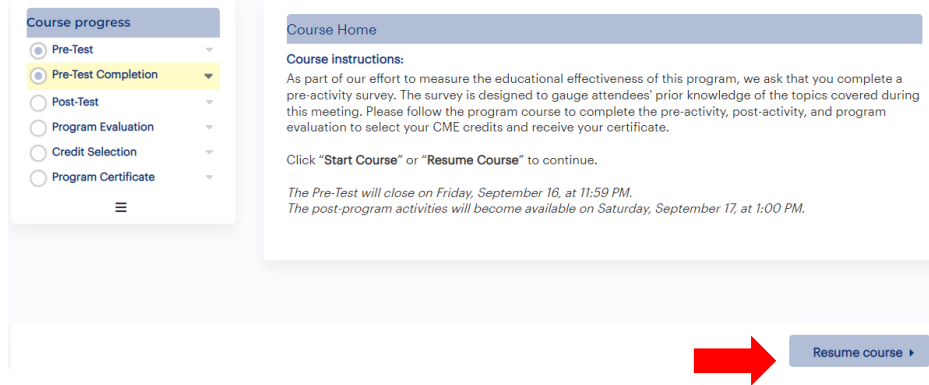 Course progress
Pre-Test
Pre-Test Completion
Post-Test
Program Evaluation
Credit Selection
Program Certificate
Course Home
Course instructions:
As part of our effort to measure the educational effectiveness of this program, we ask that you complete a
pre-activity survey. The survey is designed to gauge attendees' prior knowledge of the topics covered during
this meeting. Please follow the program course to complete the pre-activity, post-activity, and program
evaluation to select your CME credits and receive your certificate.
Click “Start Course” or “Resume Course” to continue.
The Pre-Test will close on Friday, September 16, at 11:59 PM.
The post-program activities will become available on Saturday, September 17, at 1:00 PM.
Resume course